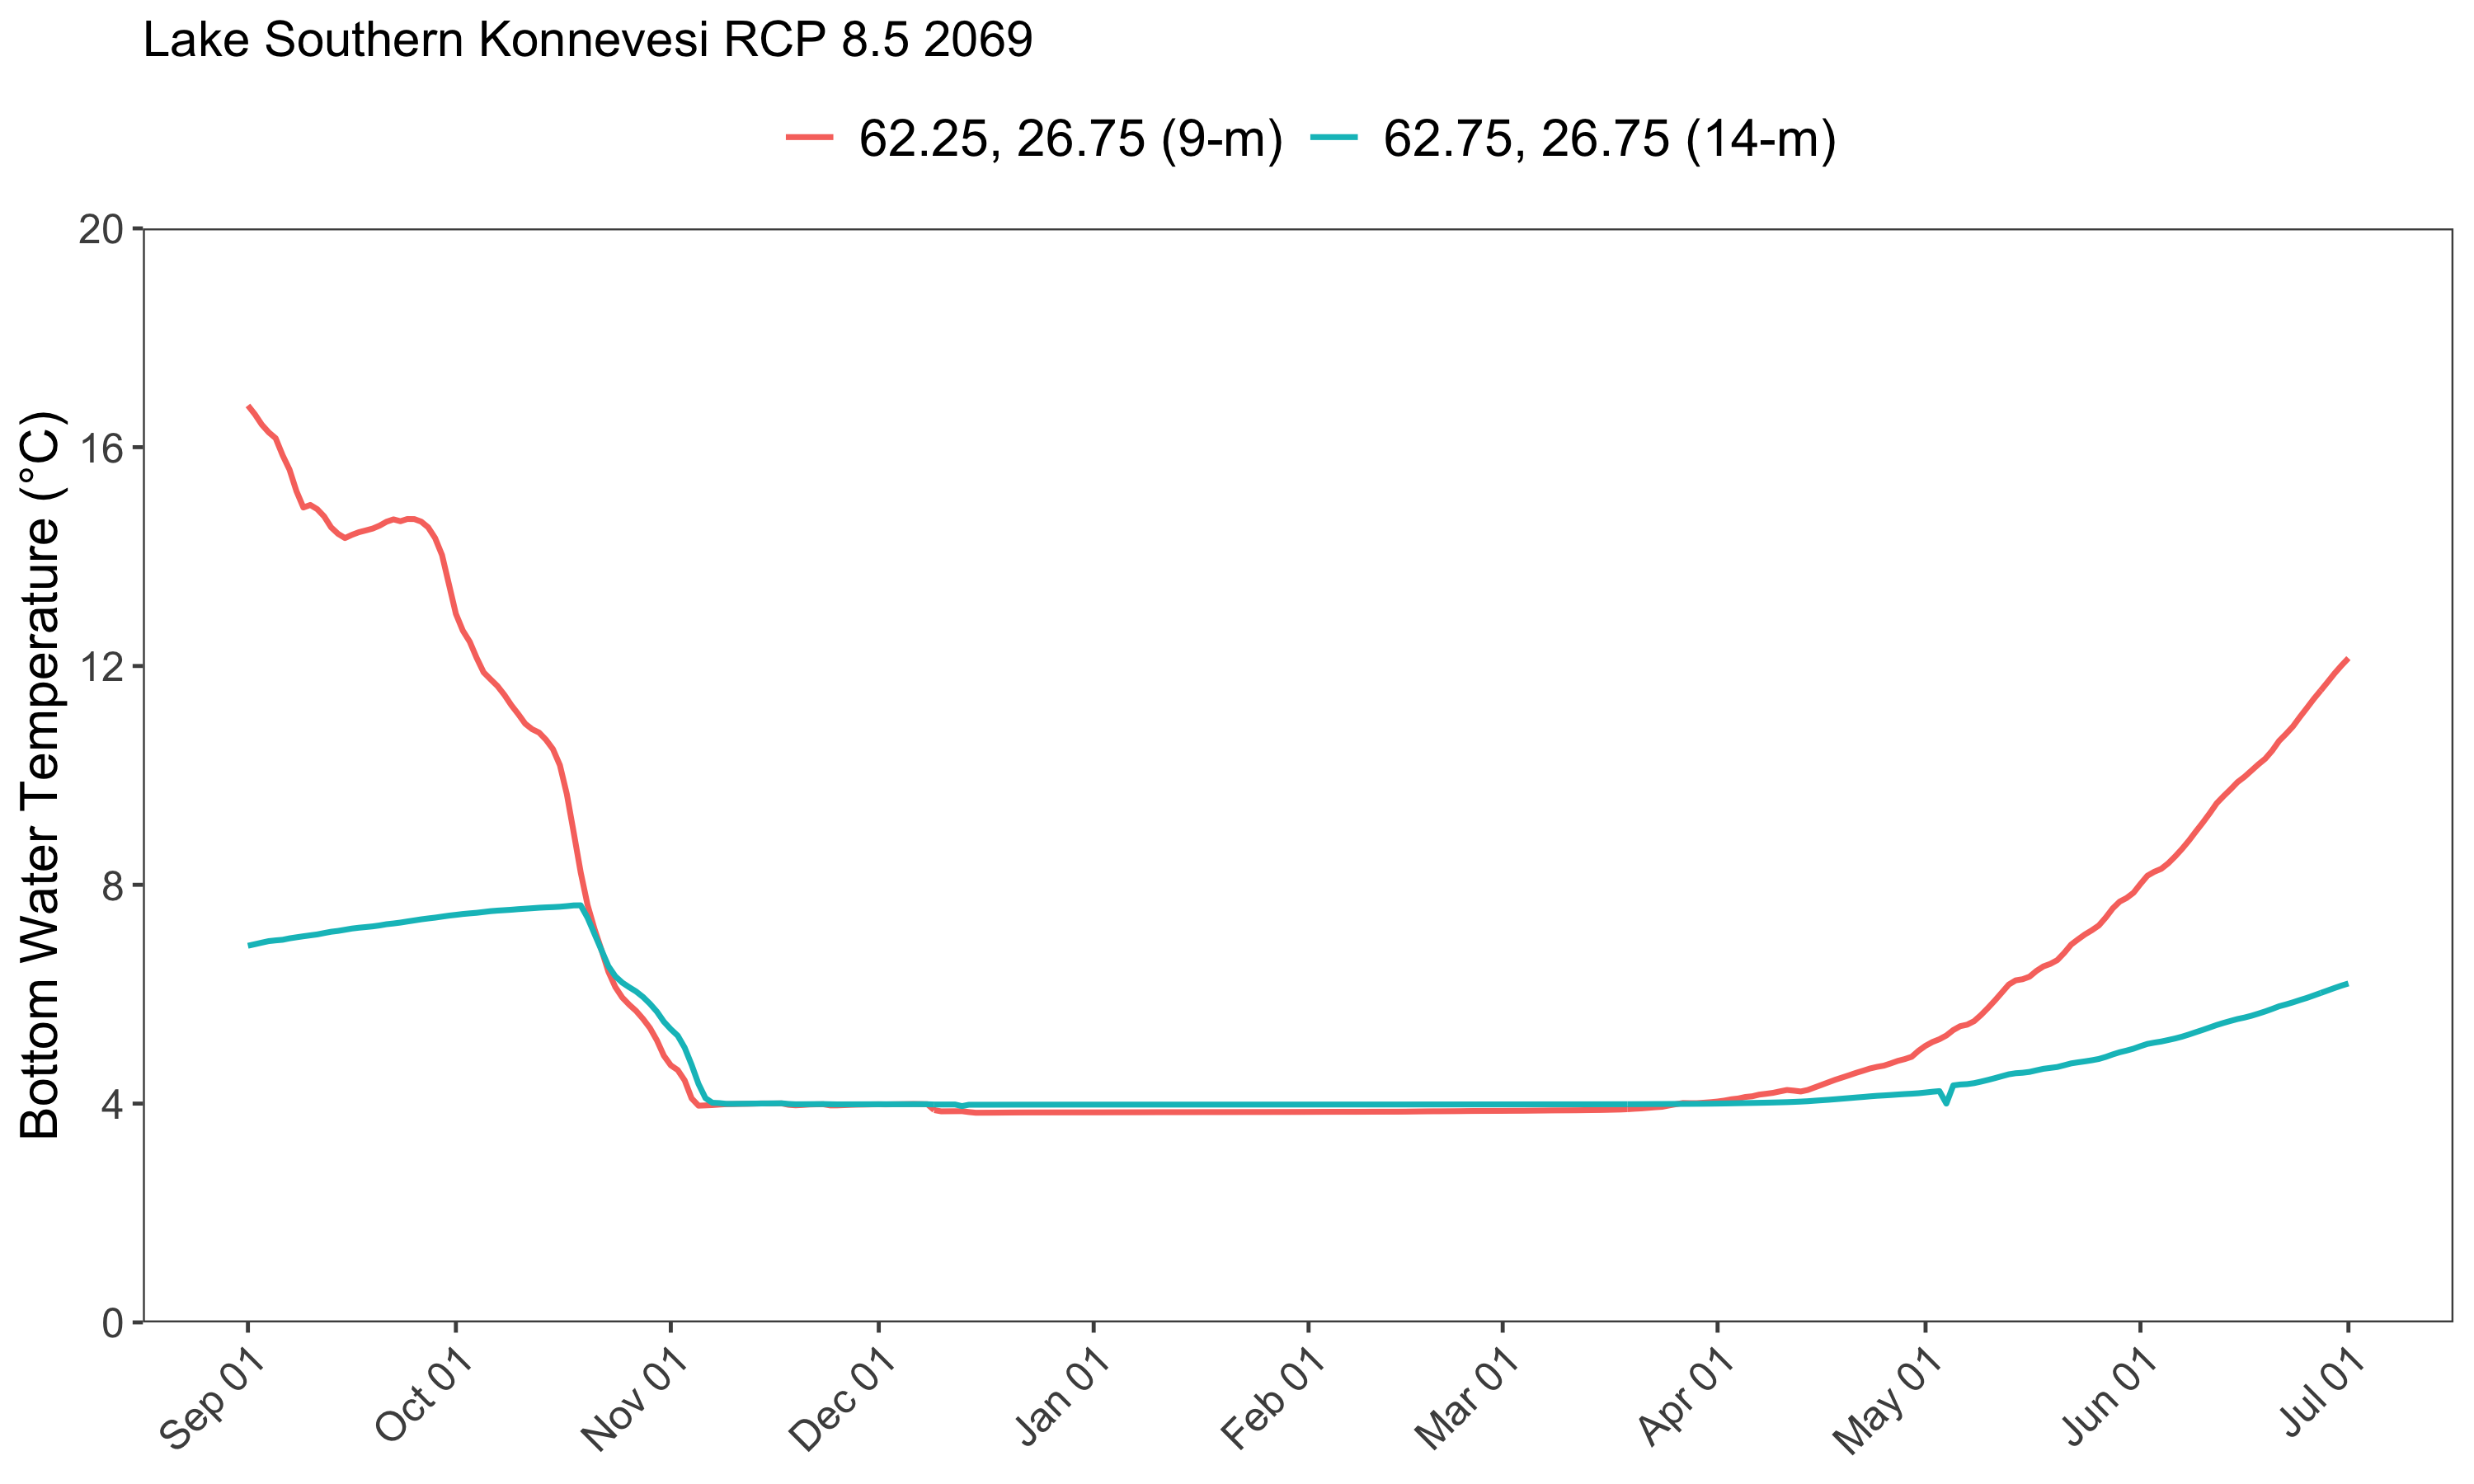 Lake Southern Konnevesi RCP 8.5 2069
62.25, 26.75 (9-m) 62.75, 26.75 (14-m)
Bottom Water Temperature (°C)
20
16
12
8
4
0
Sep 01 Oct 01 Nov 01 Dec 01 Jan 01 Feb 01 Mar 01 Apr 01 May 01 Jun 01 Jul 01